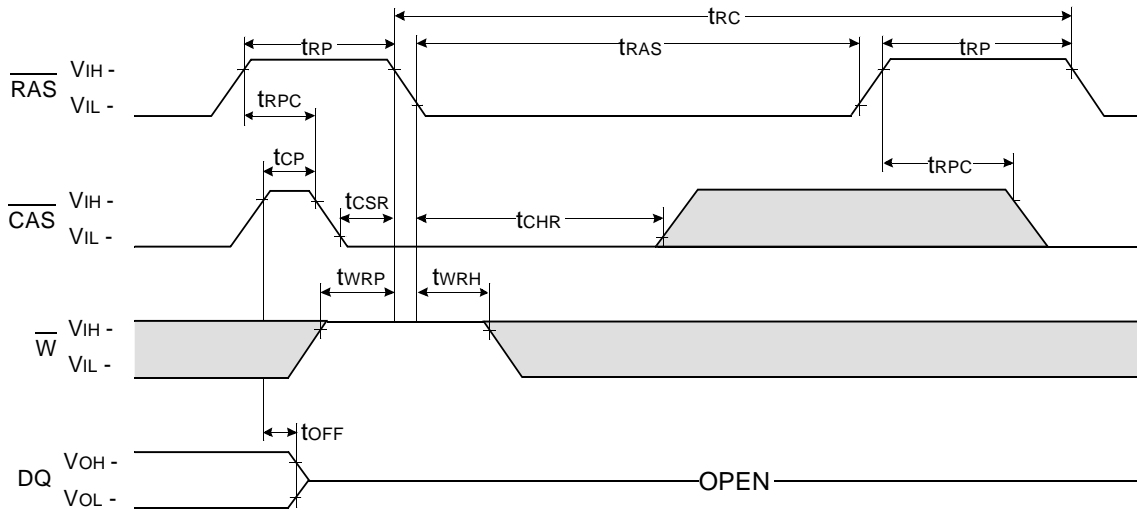 tRC
tRP tRAS tRP
RAS VIH -
VIL -
tRPC
tCP tRPC
CAS VIH -
VIL -
tCSR tCHR
tWRP tWRH
W VIH -
VIL -
tOFF
DQ VOH -
VOL -
OPEN